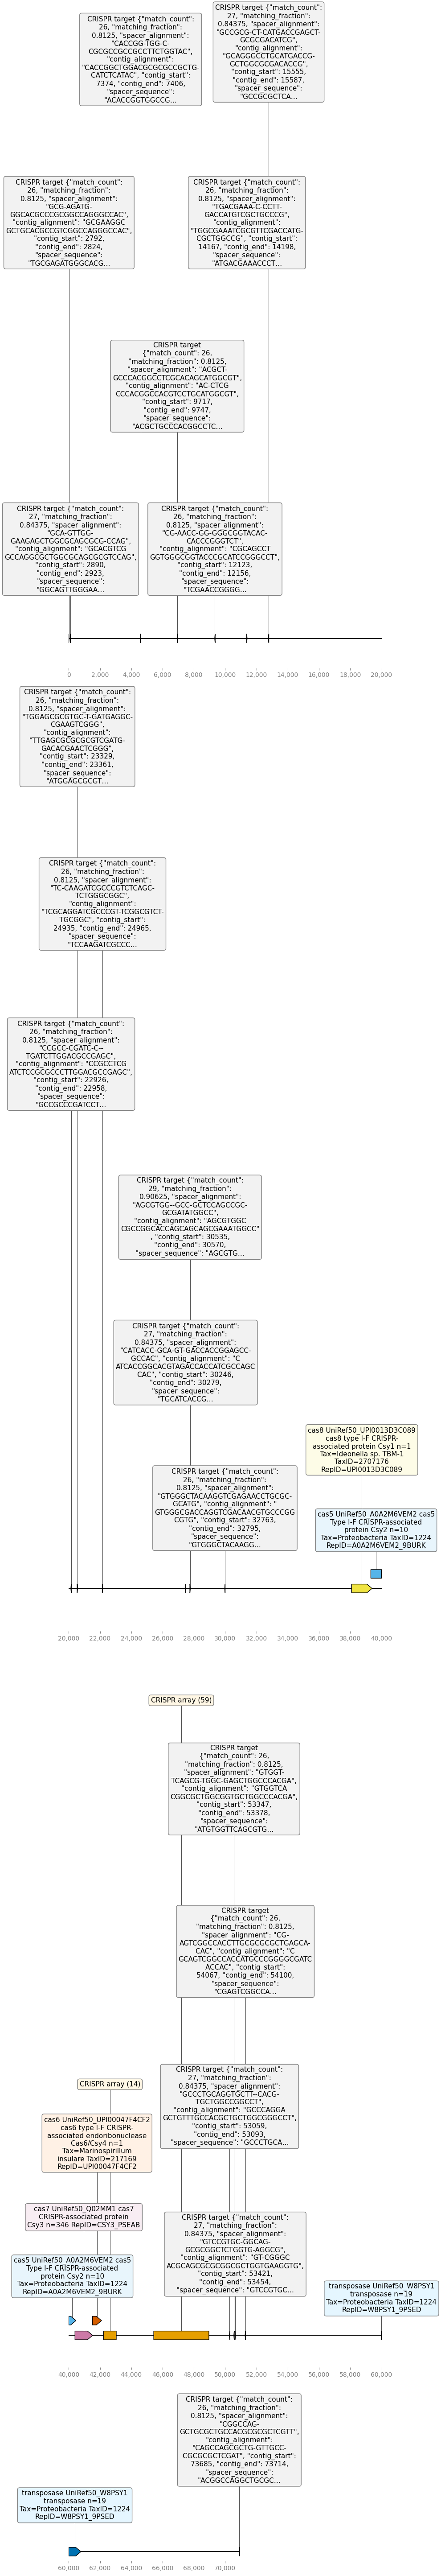 CRISPR target {"match_count":
27, "matching_fraction":
0.84375, "spacer_alignment":
"GCCGCG-CT-CATGACCGAGCT-
GCGCGACATCG",
"contig_alignment":
"GCAGGGCCTGCATGACCG-
GCTGGCGCGACACCG",
"contig_start": 15555,
"contig_end": 15587,
"spacer_sequence":
"GCCGCGCTCA...
CRISPR target {"match_count":
26, "matching_fraction":
0.8125, "spacer_alignment":
"CACCGG-TGG-C-
CGCGCCGCCGCCTTCTGGTAC",
"contig_alignment":
"CACCGGCTGGACGCGCGCCGCTG-
CATCTCATAC", "contig_start":
7374, "contig_end": 7406,
"spacer_sequence":
"ACACCGGTGGCCG...
CRISPR target {"match_count":
26, "matching_fraction":
0.8125, "spacer_alignment":
"GCG-AGATG-
GGCACGCCCGCGGCCAGGGCCAC",
"contig_alignment": "GCGAAGGC
GCTGCACGCCGTCGGCCAGGGCCAC",
"contig_start": 2792,
"contig_end": 2824,
"spacer_sequence":
"TGCGAGATGGGCACG...
CRISPR target {"match_count":
26, "matching_fraction":
0.8125, "spacer_alignment":
"TGACGAAA-C-CCTT-
GACCATGTCGCTGCCCG",
"contig_alignment":
"TGGCGAAATCGCGTTCGACCATG-
CGCTGGCCG", "contig_start":
14167, "contig_end": 14198,
"spacer_sequence":
"ATGACGAAACCCT...
CRISPR target
{"match_count": 26,
"matching_fraction": 0.8125,
"spacer_alignment": "ACGCT-
GCCCACGGCCTCGCACAGCATGGCGT",
"contig_alignment": "AC-CTCG
CCCACGGCCACGTCCTGCATGGCGT",
"contig_start": 9717,
"contig_end": 9747,
"spacer_sequence":
"ACGCTGCCCACGGCCTC...
CRISPR target {"match_count":
27, "matching_fraction":
0.84375, "spacer_alignment":
"GCA-GTTGG-
GAAGAGCTGGCGCAGCGCG-CCAG",
"contig_alignment": "GCACGTCG
GCCAGGCGCTGGCGCAGCGCGTCCAG",
"contig_start": 2890,
"contig_end": 2923,
"spacer_sequence":
"GGCAGTTGGGAA...
CRISPR target {"match_count":
26, "matching_fraction":
0.8125, "spacer_alignment":
"CG-AACC-GG-GGGCGGTACAC-
CACCCGGGTCT",
"contig_alignment": "CGCAGCCT
GGTGGGCGGTACCCGCATCCGGGCCT",
"contig_start": 12123,
"contig_end": 12156,
"spacer_sequence":
"TCGAACCGGGG...
0 2,000 4,000 6,000 8,000 10,000 12,000 14,000 16,000 18,000 20,000
CRISPR target {"match_count":
26, "matching_fraction":
0.8125, "spacer_alignment":
"TGGAGCGCGTGC-T-GATGAGGC-
CGAAGTCGGG",
"contig_alignment":
"TTGAGCGCGCGCGTCGATG-
GACACGAACTCGGG",
"contig_start": 23329,
"contig_end": 23361,
"spacer_sequence":
"ATGGAGCGCGT...
CRISPR target {"match_count":
26, "matching_fraction":
0.8125, "spacer_alignment":
"TC-CAAGATCGCCCGTCTCAGC-
TCTGGGCGGC",
"contig_alignment":
"TCGCAGGATCGCCCGT-TCGGCGTCT-
TGCGGC", "contig_start":
24935, "contig_end": 24965,
"spacer_sequence":
"TCCAAGATCGCCC...
CRISPR target {"match_count":
26, "matching_fraction":
0.8125, "spacer_alignment":
"CCGCC-CGATC-C--
TGATCTTGGACGCCGAGC",
"contig_alignment": "CCGCCTCG
ATCTCCGCGCCCTTGGACGCCGAGC",
"contig_start": 22926,
"contig_end": 22958,
"spacer_sequence":
"GCCGCCCGATCCT...
CRISPR target {"match_count":
29, "matching_fraction":
0.90625, "spacer_alignment":
"AGCGTGG--GCC-GCTCCAGCCGC-
GCGATATGGCC",
"contig_alignment": "AGCGTGGC
CGCCGGCACCAGCAGCAGCGAAATGGCC"
, "contig_start": 30535,
"contig_end": 30570,
"spacer_sequence": "AGCGTG...
CRISPR target {"match_count":
27, "matching_fraction":
0.84375, "spacer_alignment":
"CATCACC-GCA-GT-GACCACCGGAGCC-
GCCAC", "contig_alignment": "C
ATCACCGGCACGTAGACCACCATCGCCAGC
CAC", "contig_start": 30246,
"contig_end": 30279,
"spacer_sequence":
"TGCATCACCG...
CRISPR target {"match_count":
26, "matching_fraction":
0.8125, "spacer_alignment":
"GTGGGCTACAAGGTCGAGAACCTGCGC-
GCATG", "contig_alignment": "
GTGGGCGACCAGGTCGACAACGTGCCCGG
CGTG", "contig_start": 32763,
"contig_end": 32795,
"spacer_sequence":
"GTGGGCTACAAGG...
cas8 UniRef50_UPI0013D3C089
cas8 type I-F CRISPR-
associated protein Csy1 n=1
Tax=Ideonella sp. TBM-1
TaxID=2707176
RepID=UPI0013D3C089
cas5 UniRef50_A0A2M6VEM2 cas5
Type I-F CRISPR-associated
protein Csy2 n=10
Tax=Proteobacteria TaxID=1224
RepID=A0A2M6VEM2_9BURK
20,000 22,000 24,000 26,000 28,000 30,000 32,000 34,000 36,000 38,000 40,000
CRISPR array (59)
CRISPR target
{"match_count": 26,
"matching_fraction": 0.8125,
"spacer_alignment": "GTGGT-
TCAGCG-TGGC-GAGCTGGCCCACGA",
"contig_alignment": "GTGGTCA
CGGCGCTGGCGGTGCTGGCCCACGA",
"contig_start": 53347,
"contig_end": 53378,
"spacer_sequence":
"ATGTGGTTCAGCGTG...
CRISPR target
{"match_count": 26,
"matching_fraction": 0.8125,
"spacer_alignment": "CG-
AGTCGGCCACCTTGCGCGCGCTGAGCA-
CAC", "contig_alignment": "C
GCAGTCGGCCACCATGCCCGGGGCGATC
ACCAC", "contig_start":
54067, "contig_end": 54100,
"spacer_sequence":
"CGAGTCGGCCA...
CRISPR target {"match_count":
27, "matching_fraction":
0.84375, "spacer_alignment":
"GCCCTGCAGGTGCTT--CACG-
TGCTGGCCGGCCT",
"contig_alignment": "GCCCAGGA
GCTGTTTGCCACGCTGCTGGCGGGCCT",
"contig_start": 53059,
"contig_end": 53093,
"spacer_sequence": "GCCCTGCA...
CRISPR array (14)
cas6 UniRef50_UPI00047F4CF2
cas6 type I-F CRISPR-
associated endoribonuclease
Cas6/Csy4 n=1
Tax=Marinospirillum
insulare TaxID=217169
RepID=UPI00047F4CF2
cas7 UniRef50_Q02MM1 cas7
CRISPR-associated protein
Csy3 n=346 RepID=CSY3_PSEAB
CRISPR target {"match_count":
27, "matching_fraction":
0.84375, "spacer_alignment":
"GTCCGTGC-GGCAG-
GCGCGGCTCTGGTG-AGGCG",
"contig_alignment": "GT-CGGGC
ACGCAGCGCGCGGCGCTGGTGAAGGTG",
"contig_start": 53421,
"contig_end": 53454,
"spacer_sequence": "GTCCGTGC...
cas5 UniRef50_A0A2M6VEM2 cas5
Type I-F CRISPR-associated
protein Csy2 n=10
Tax=Proteobacteria TaxID=1224
RepID=A0A2M6VEM2_9BURK
transposase UniRef50_W8PSY1
transposase n=19
Tax=Proteobacteria TaxID=1224
RepID=W8PSY1_9PSED
40,000 42,000 44,000 46,000 48,000 50,000 52,000 54,000 56,000 58,000 60,000
CRISPR target {"match_count":
26, "matching_fraction":
0.8125, "spacer_alignment":
"CGGCCAG-
GCTGCGCTGCCACGCGCGCTCGTT",
"contig_alignment":
"CAGCCAGCGCTG-GTTGCC-
CGCGCGCTCGAT", "contig_start":
73685, "contig_end": 73714,
"spacer_sequence":
"ACGGCCAGGCTGCGC...
transposase UniRef50_W8PSY1
transposase n=19
Tax=Proteobacteria TaxID=1224
RepID=W8PSY1_9PSED
60,000 62,000 64,000 66,000 68,000 70,000